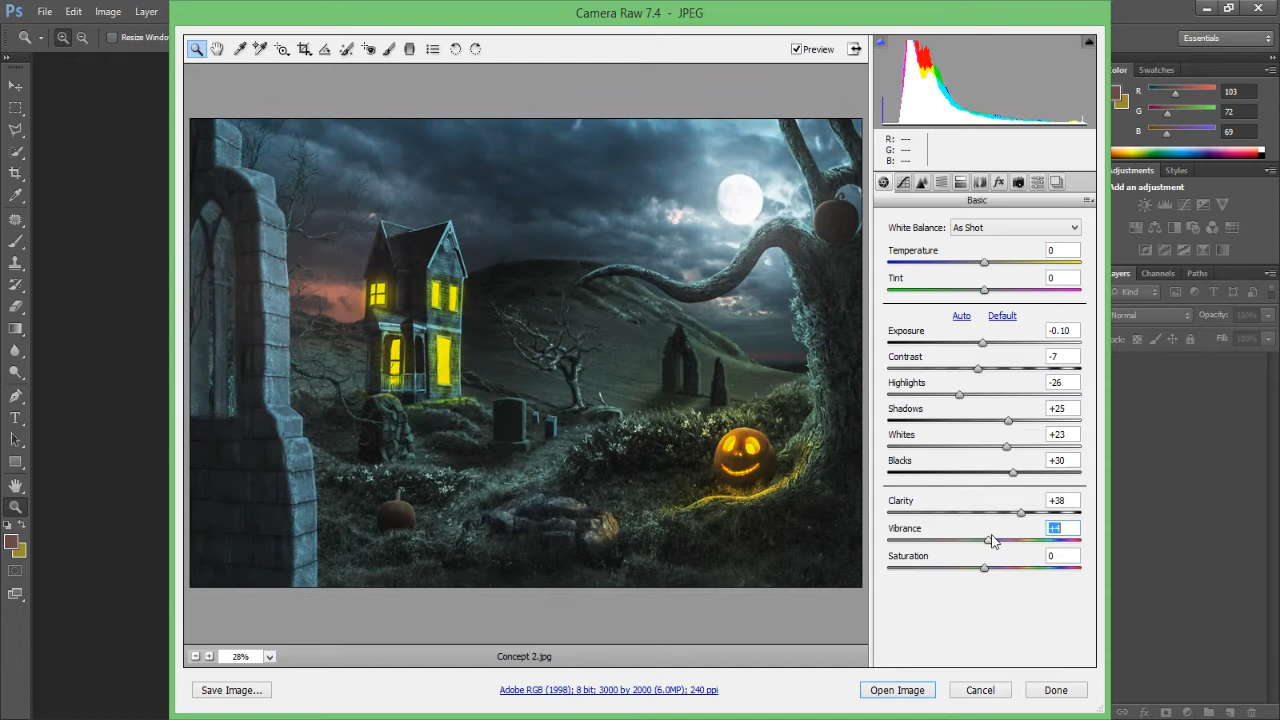 Camera Raw 7.4 - JPEG
Ps File Edit Image Layer
Essentials
Resize Windo
Preview
Color Swatches
R 103
G 72
B 69
R: ---
G: ---
B: ---
Adjustments Styles
Add an adjustment
Basic
White Balance: As Shot
Temperature 0
Tint 0
Layers Channels Paths
Kind
Normal Opacity: 100%
Lock: Fill: 100%
Auto Default
Exposure -0.10
Contrast -7
Highlights -26
Shadows +25
Whites +23
Blacks +30
Clarity +38
Vibrance +4
Saturation 0
28% Concept 2.jpg
Save Image... Adobe RGB (1998); 8 bit; 3000 by 2000 (6.0MP); 240 ppi Open Image Cancel Done